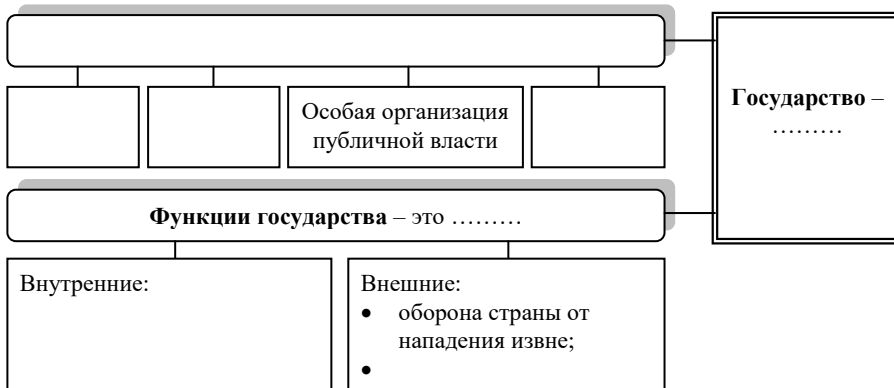 Особая организация
публичной власти
Государство –
………
Функции государства – это ………
Внутренние:
Внешние:
• оборона страны от
нападения извне;
•